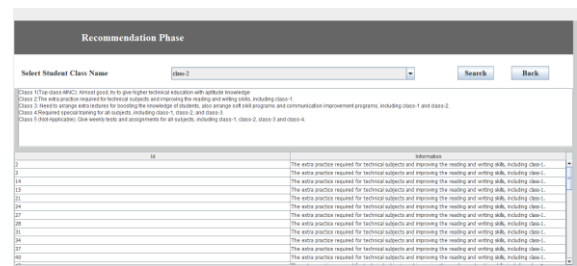 Recommendation Phase
Select Student Class Name class-2 Search Back
Class 1(Top-class-MNC): Almost good, try to give higher technical education with aptitude knowledge
Class 2:The extra practice required for technical subjects and improving the reading and writing skills, including class-1.
Class 3: Need to arrange extra lectures for boosting the knowledge of students, also arrange soft skill programs and communication improvement programs, including class-1 and class-2.
Class 4:Required special training for all subjects, including class-1, class-2, and class-3.
Class 5 (Not-Applicable): Give weekly tests and assignments for all subjects, including class-1, class-2, class-3 and class-4.
Id Information
2 The extra practice required for technical subjects and improving the reading and writing skills, including class-1.
3 The extra practice required for technical subjects and improving the reading and writing skills, including class-1.
14 The extra practice required for technical subjects and improving the reading and writing skills, including class-1.
15 The extra practice required for technical subjects and improving the reading and writing skills, including class-1.
21 The extra practice required for technical subjects and improving the reading and writing skills, including class-1.
24 The extra practice required for technical subjects and improving the reading and writing skills, including class-1.
27 The extra practice required for technical subjects and improving the reading and writing skills, including class-1.
28 The extra practice required for technical subjects and improving the reading and writing skills, including class-1.
31 The extra practice required for technical subjects and improving the reading and writing skills, including class-1.
34 The extra practice required for technical subjects and improving the reading and writing skills, including class-1.
37 The extra practice required for technical subjects and improving the reading and writing skills, including class-1.
40 The extra practice required for technical subjects and improving the reading and writing skills, including class-1.